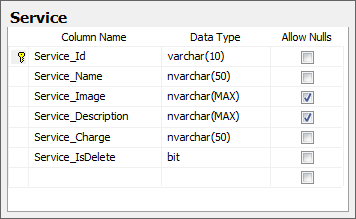 Service
Column Name Data Type Allow Nulls
Service_Id varchar(10)
Service_Name nvarchar(50)
Service_Image nvarchar(MAX)
Service_Description nvarchar(MAX)
Service_Charge nvarchar(50)
Service_IsDelete bit